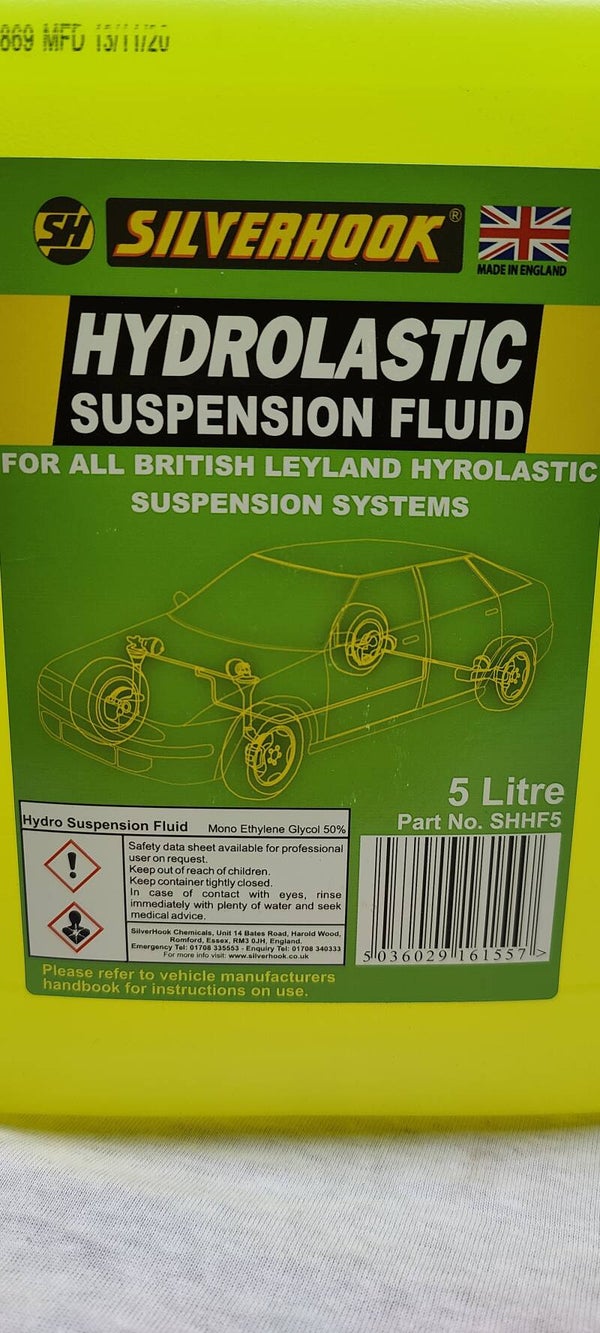 869 MFD 13/11/20
SH SILVERHOOK®
MADE IN ENGLAND
HYDROLASTIC
SUSPENSION FLUID
FOR ALL BRITISH LEYLAND HYROLASTIC
SUSPENSION SYSTEMS
5 Litre
Part No. SHHF5
Hydro Suspension Fluid Mono Ethylene Glycol 50%
Safety data sheet available for professional
user on request.
Keep out of reach of children.
Keep container tightly closed.
In case of contact with eyes, rinse
immediately with plenty of water and seek
medical advice.
SilverHook Chemicals, Unit 14 Bates Road, Harold Wood,
Romford, Essex, RM3 0JH, England.
Emergency Tel: 01708 335553 - Enquiry Tel: 01708 340333
For more info visit: www.silverhook.co.uk
5 036029 161557 >
Please refer to vehicle manufacturers
handbook for instructions on use.